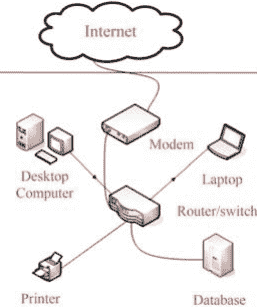 Internet
Modem
Desktop
Computer
Laptop
Router/switch
Printer
Database